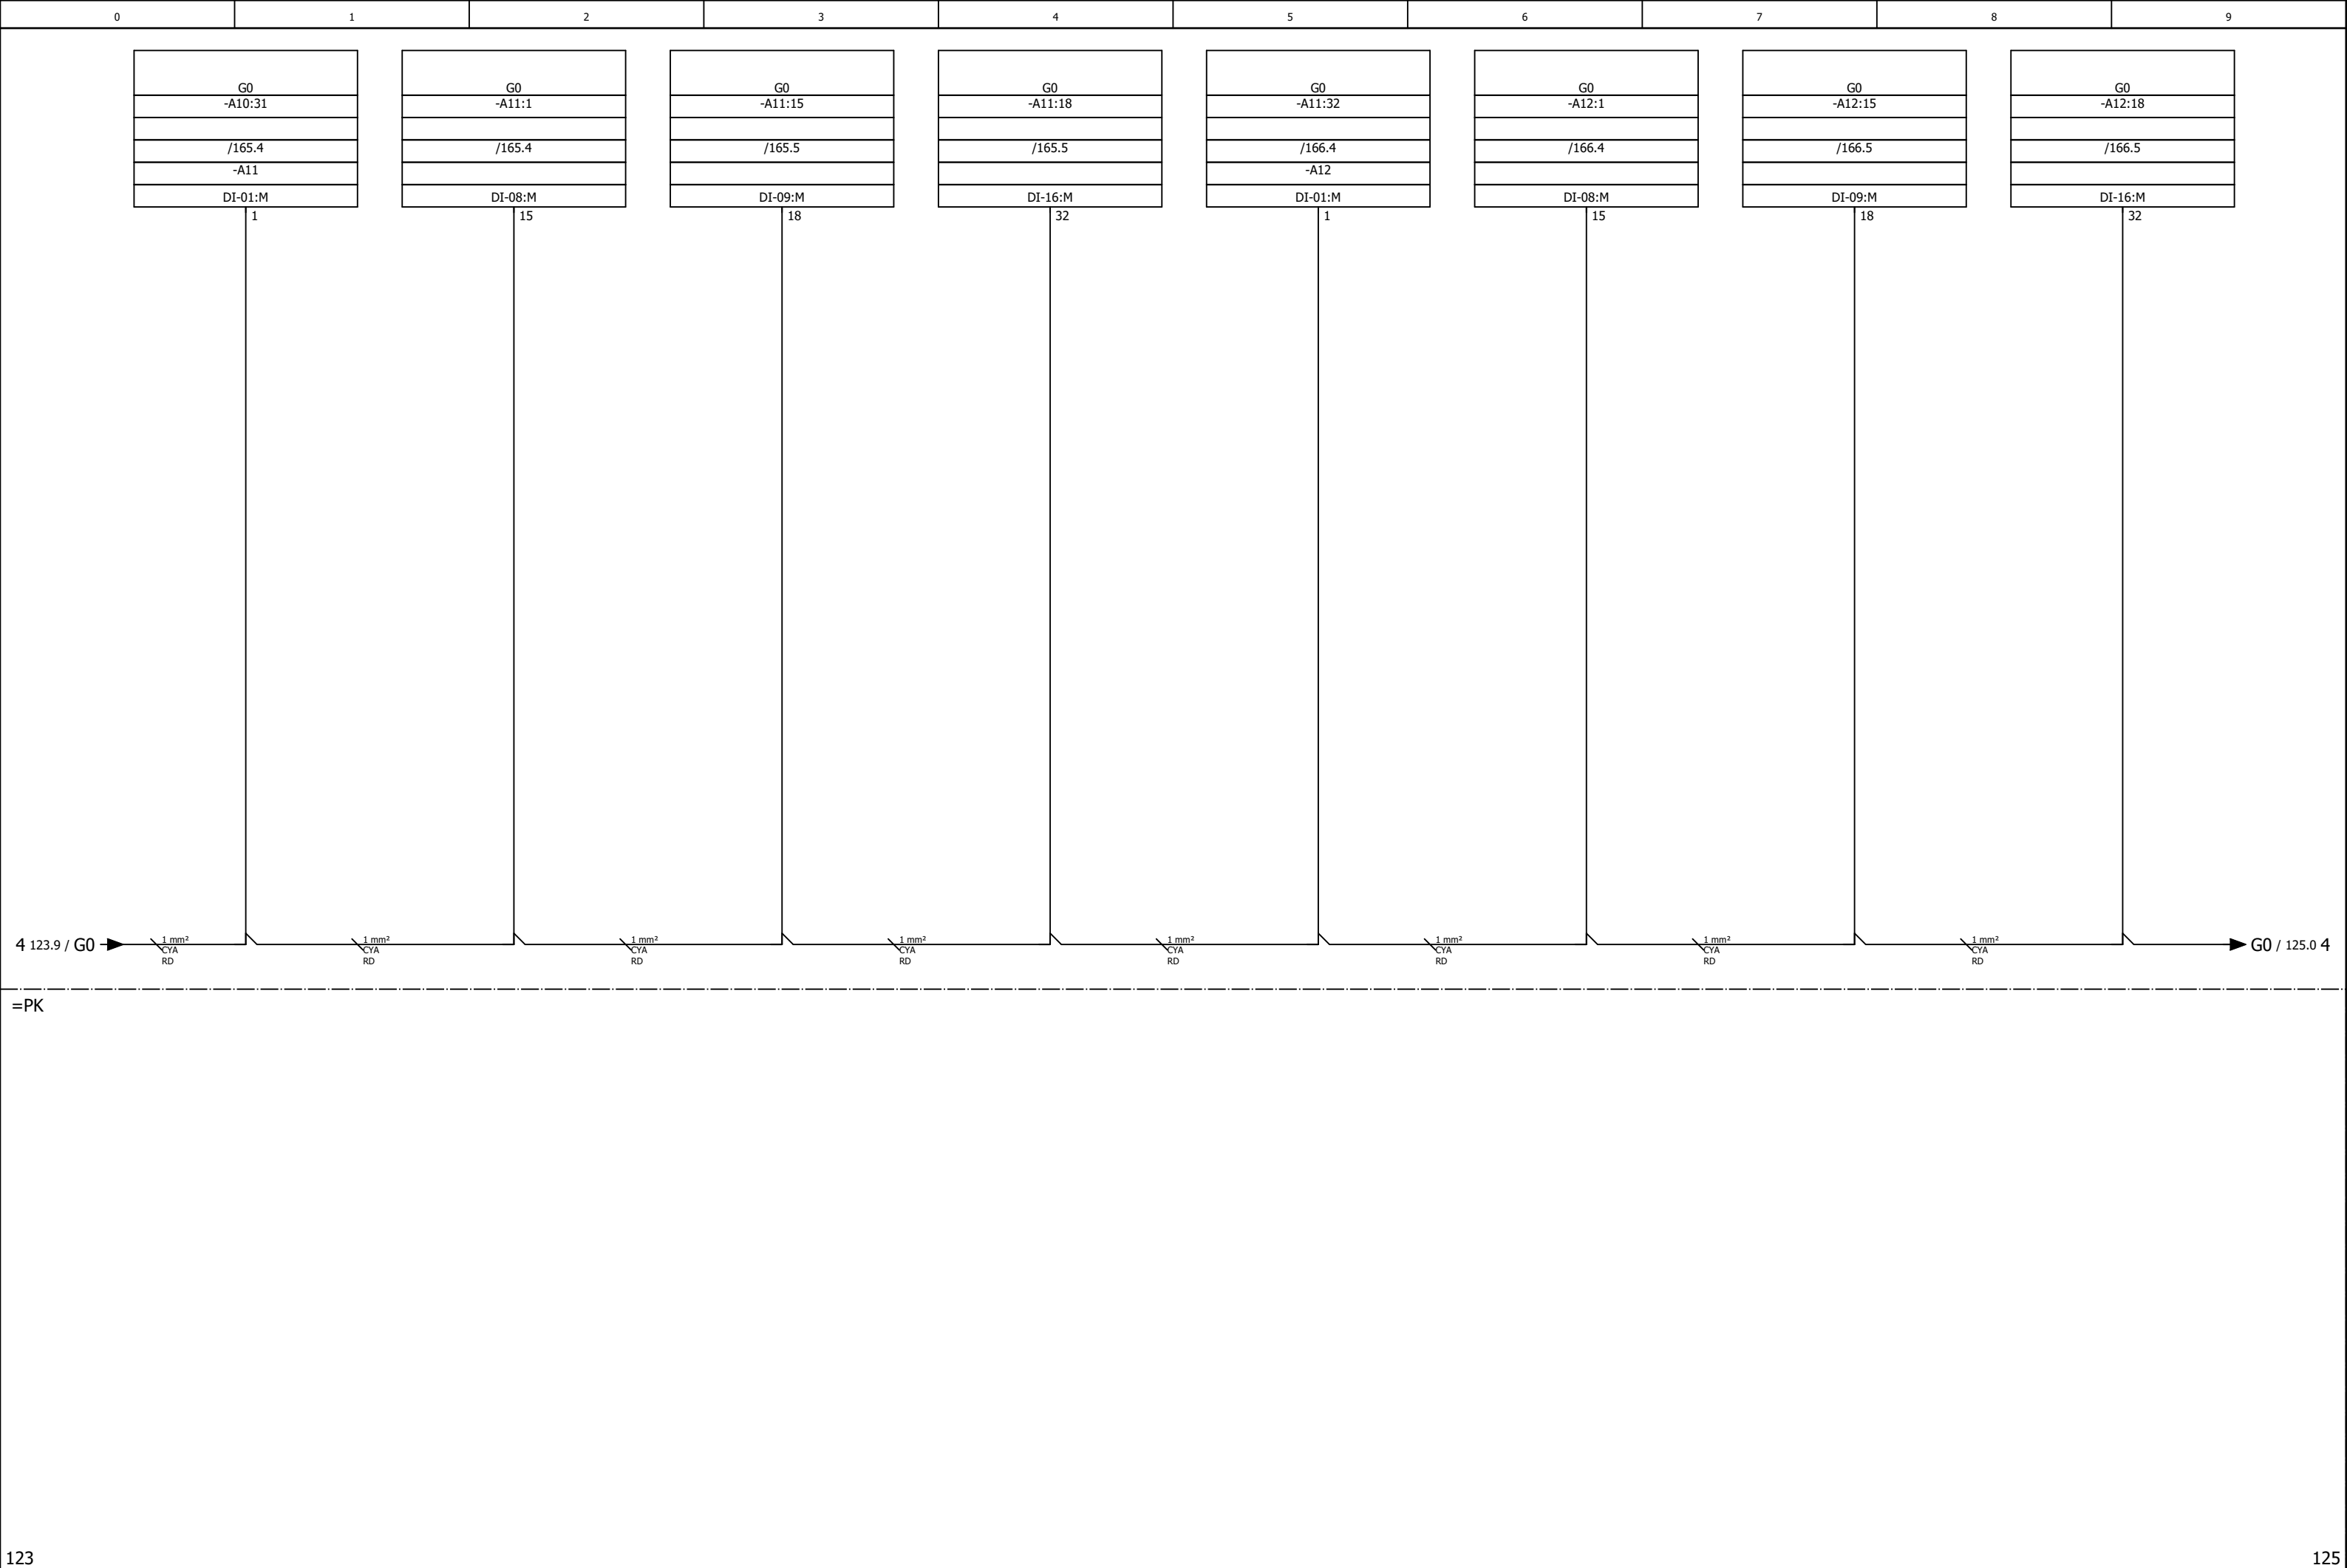 0 1 2 3 4 5 6 7 8 9
G0 G0 G0 G0 G0 G0 G0 G0
-A10:31 -A11:1 -A11:15 -A11:18 -A11:32 -A12:1 -A12:15 -A12:18
/165.4 /165.4 /165.5 /165.5 /166.4 /166.4 /166.5 /166.5
-A11 -A12
DI-01:M DI-08:M DI-09:M DI-16:M DI-01:M DI-08:M DI-09:M DI-16:M
1 15 18 32 1 15 18 32
4 123.9 / G0 1 mm² 1 mm² 1 mm² 1 mm² 1 mm² 1 mm² 1 mm² 1 mm² G0 / 125.0 4
CYA CYA CYA CYA CYA CYA CYA CYA
RD RD RD RD RD RD RD RD
=PK
123 125